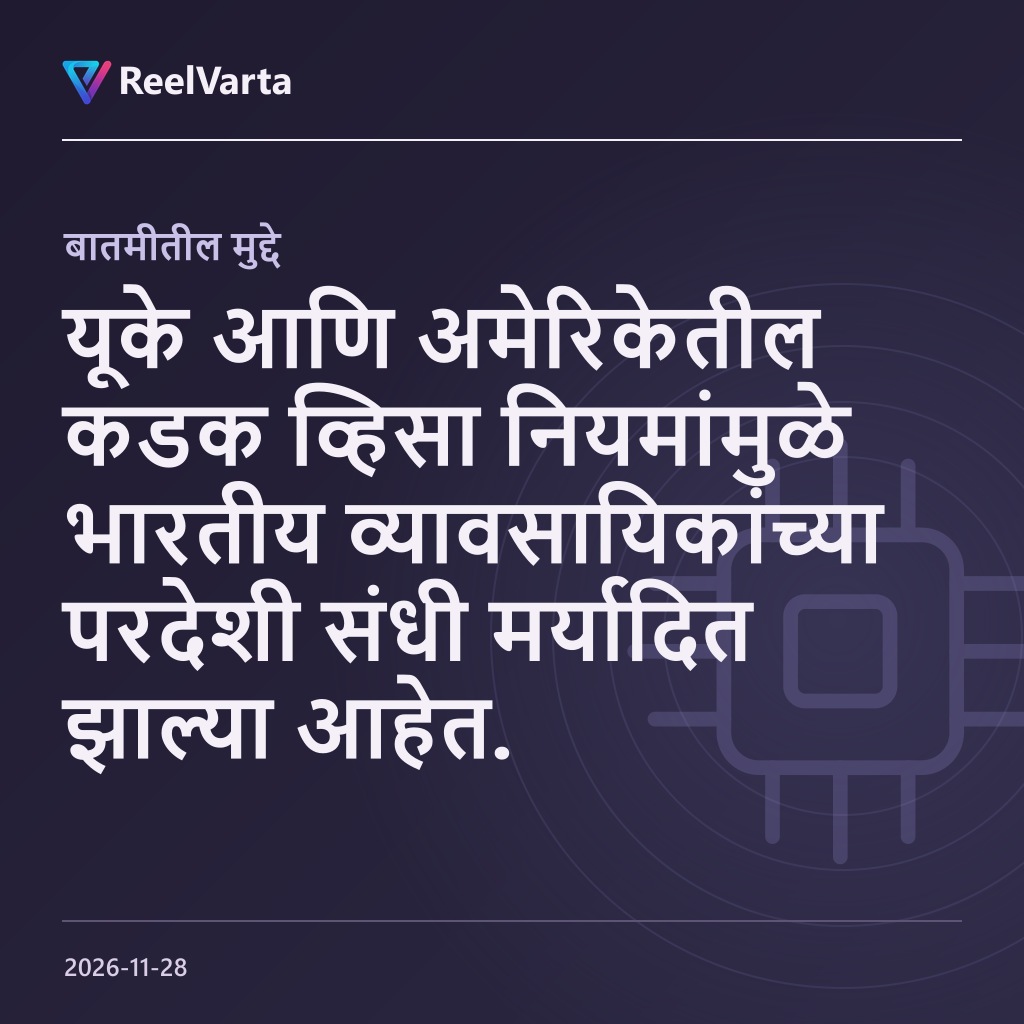 ReelVarta
बातमीतील मुद्दे
यूके आणि अमेरिकेतील
कडक व्हिसा नियमांमुळे
भारतीय व्यावसायिकांच्या
परदेशी संधी मर्यादित
झाल्या आहेत.
2026-11-28